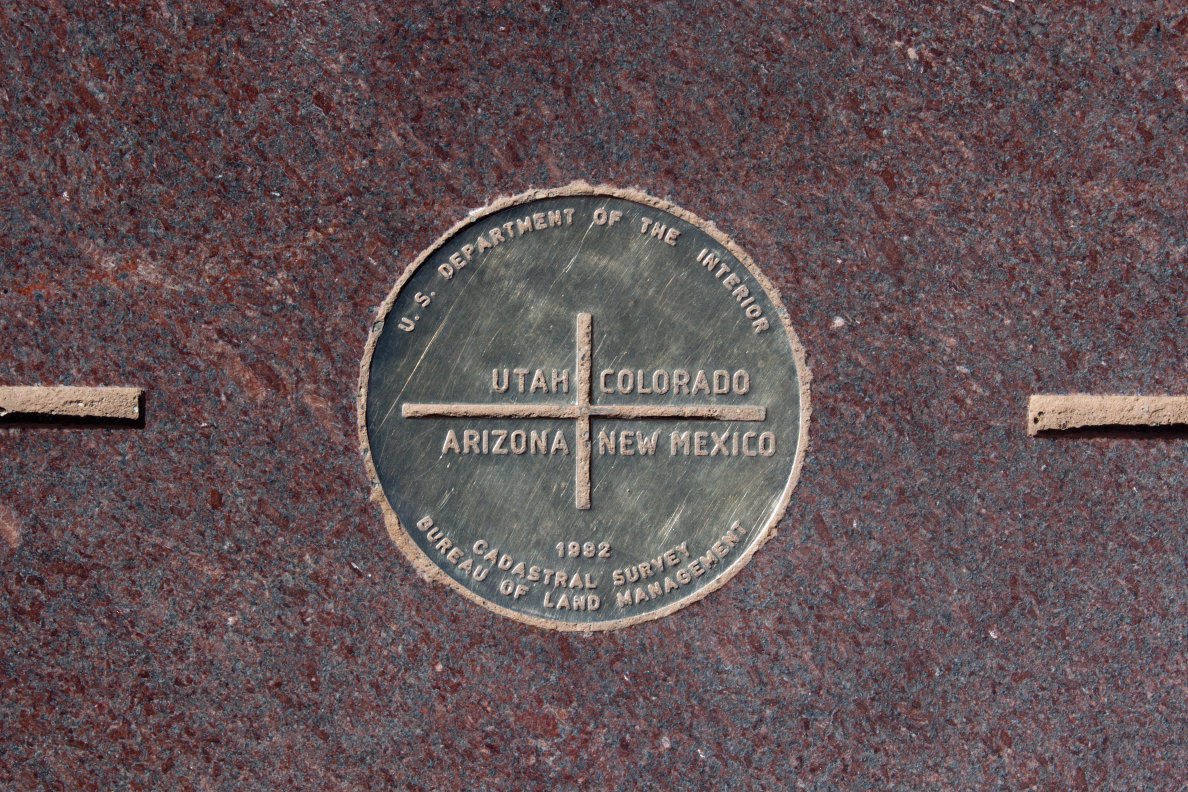 U. S. DEPARTMENT OF THE INTERIOR
UTAH COLORADO
ARIZONA NEW MEXICO
1992
CADASTRAL SURVEY
BUREAU OF LAND MANAGEMENT